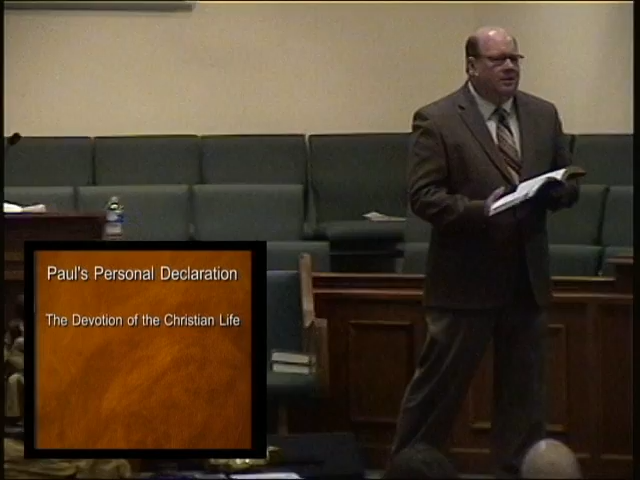 Paul's Personal Declaration
The Devotion of the Christian Life